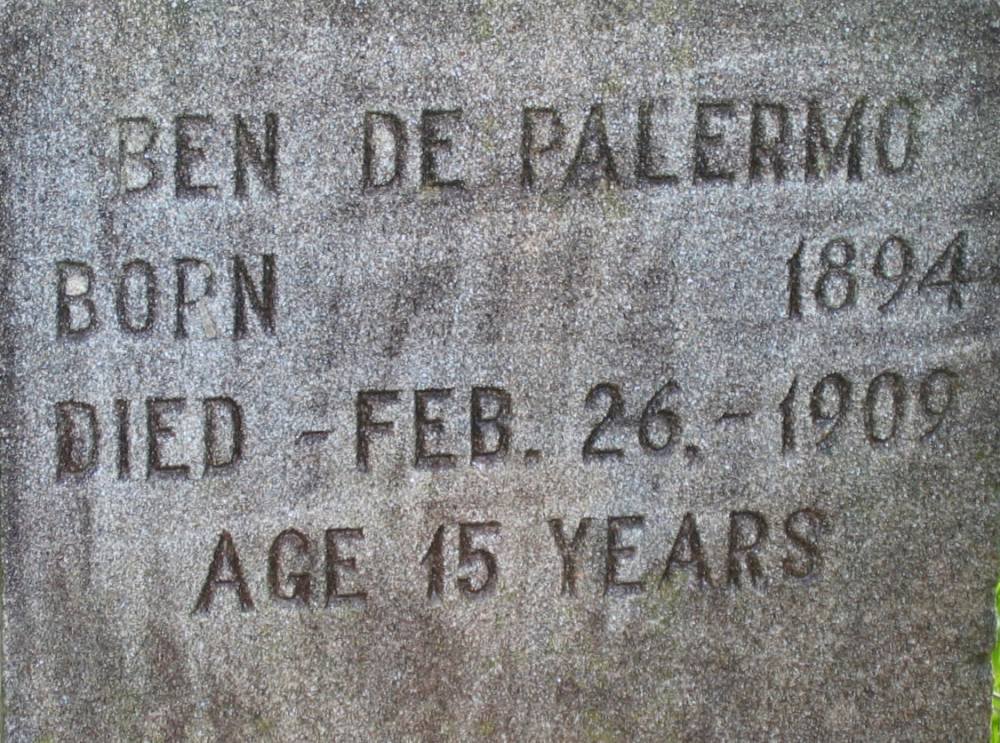 BEN DE PALERMO
BORN 1894
DIED - FEB. 26, - 1909
AGE 15 YEARS